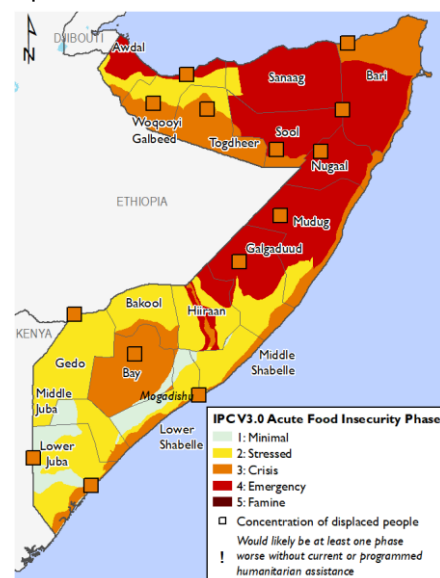 N
DJIBOUTI
Awdal
Sanaag
Bari
Woqooyi
Galbeed
Togdheer
Sool
Nugaal
ETHIOPIA
Mudug
Galgaduud
Bakool
Hiiraan
KENYA
Gedo
Bay
Middle
Shabelle
Middle
Juba
Mogadishu
Lower
Shabelle
Lower
Juba
IPC V3.0 Acute Food Insecurity Phase
1: Minimal
2: Stressed
3: Crisis
4: Emergency
5: Famine
Concentration of displaced people
Would likely be at least one phase
! worse without current or programmed
humanitarian assistance